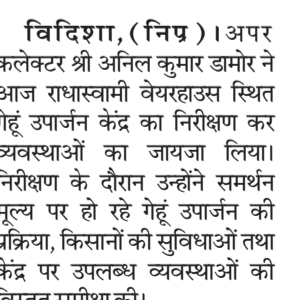 विदिशा, (निप्र)। अपर
कलेक्टर श्री अनिल कुमार डामोर ने
आज राधास्वामी वेयरहाउस स्थित
गेहूं उपार्जन केंद्र का निरीक्षण कर
व्यवस्थाओं का जायजा लिया।
निरीक्षण के दौरान उन्होंने समर्थन
मूल्य पर हो रहे गेहूं उपार्जन की
प्रक्रिया, किसानों की सुविधाओं तथा
केंद्र पर उपलब्ध व्यवस्थाओं की
विस्तृत समीक्षा की।